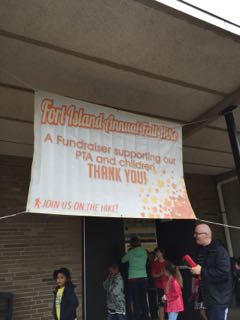 Fort Island Annual Fall Hike
A Fundraiser supporting our
PTA and children.
THANK YOU!
JOIN US ON THE HIKE!